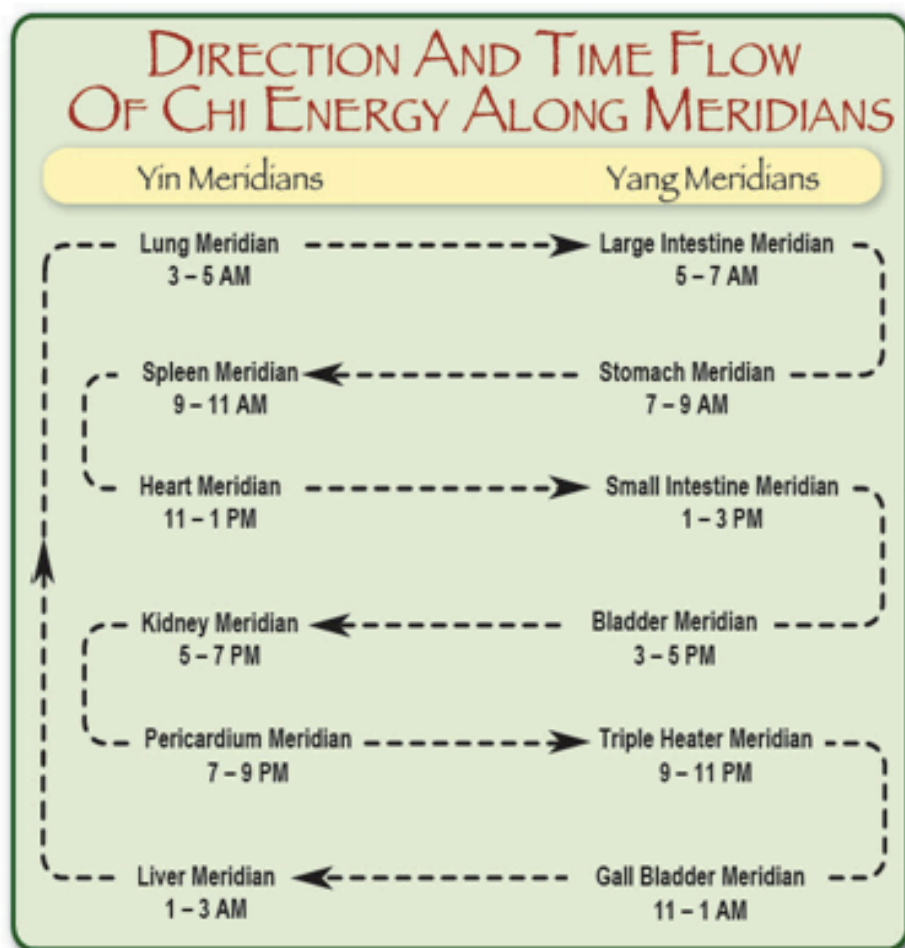 DIRECTION AND TIME FLOW
OF CHI ENERGY ALONG MERIDIANS
Yin Meridians
Yang Meridians
Lung Meridian
3 – 5 AM
Large Intestine Meridian
5 – 7 AM
Spleen Meridian
9 – 11 AM
Stomach Meridian
7 – 9 AM
Heart Meridian
11 – 1 PM
Small Intestine Meridian
1 – 3 PM
Kidney Meridian
5 – 7 PM
Bladder Meridian
3 – 5 PM
Pericardium Meridian
7 – 9 PM
Triple Heater Meridian
9 – 11 PM
Liver Meridian
1 – 3 AM
Gall Bladder Meridian
11 – 1 AM